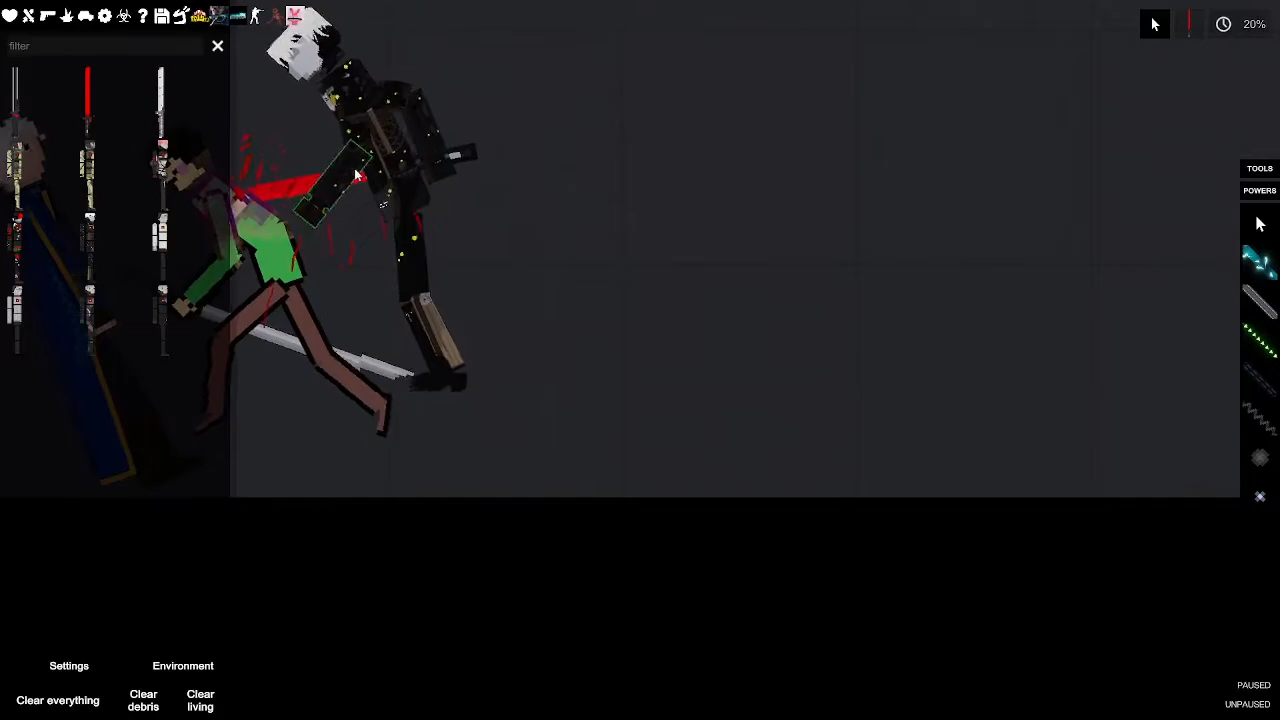 20%
filter
TOOLS
POWERS
Settings
Environment
Clear everything
Clear
debris
Clear
living
PAUSED
UNPAUSED